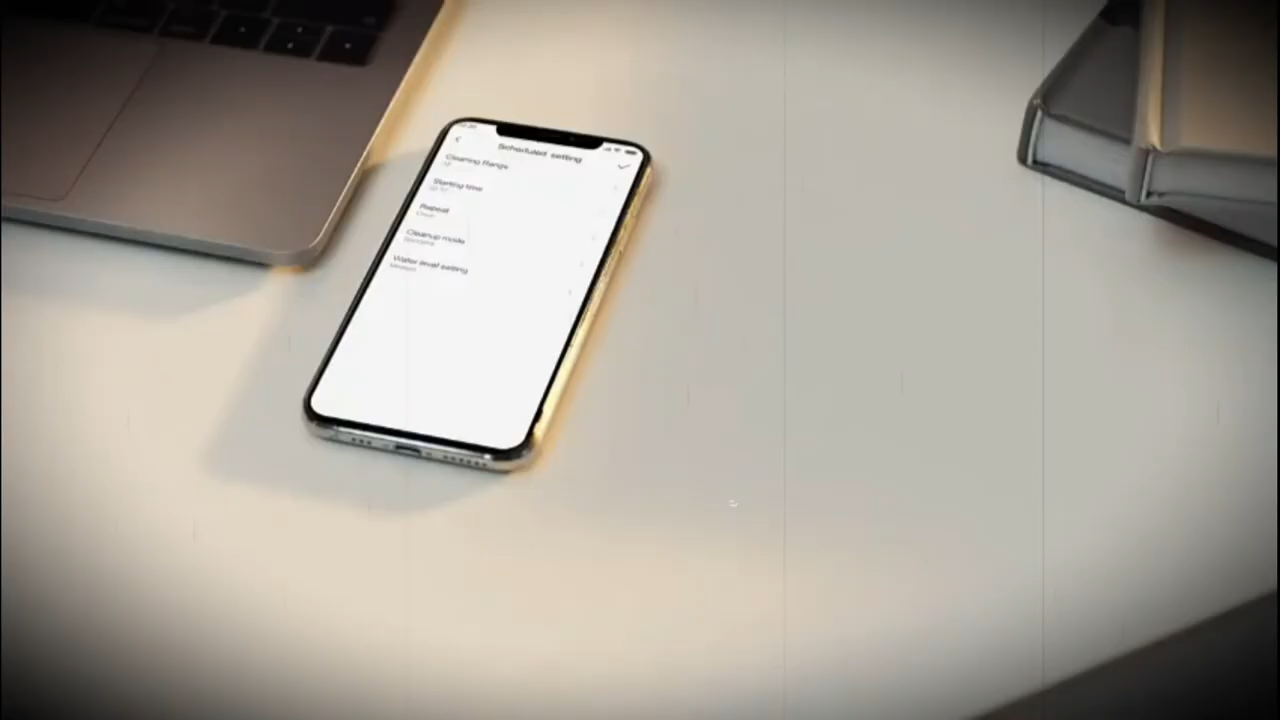 Scheduled setting
Cleaning Range
Starting time
Repeat
Cleanup mode
Water level setting